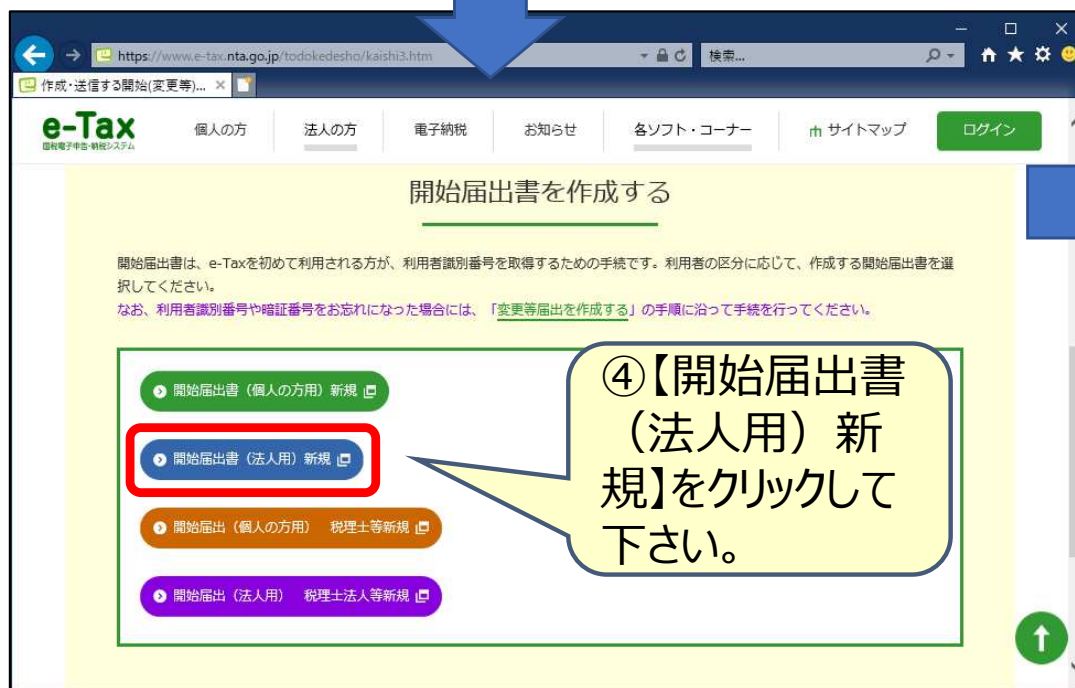 https://www.e-tax.nta.go.jp/todokedesho/kaishi3.htm
検索...
作成・送信する開始(変更等)...
e-Tax
国税電子申告・納税システム
個人の方
法人の方
電子納税
お知らせ
各ソフト・コーナー
サイトマップ
ログイン
開始届出書を作成する
開始届出書は、e-Taxを初めて利用される方が、利用者識別番号を取得するための手続です。利用者の区分に応じて、作成する開始届出書を選
択してください。
なお、利用者識別番号や暗証番号をお忘れになった場合には、「変更等届出を作成する」の手順に沿って手続を行ってください。
開始届出書（個人の方用）新規
開始届出書（法人用）新規
開始届出（個人の方用）　税理士等新規
開始届出（法人用）　税理士法人等新規
④【開始届出書
（法人用）新
規】をクリックして
下さい。